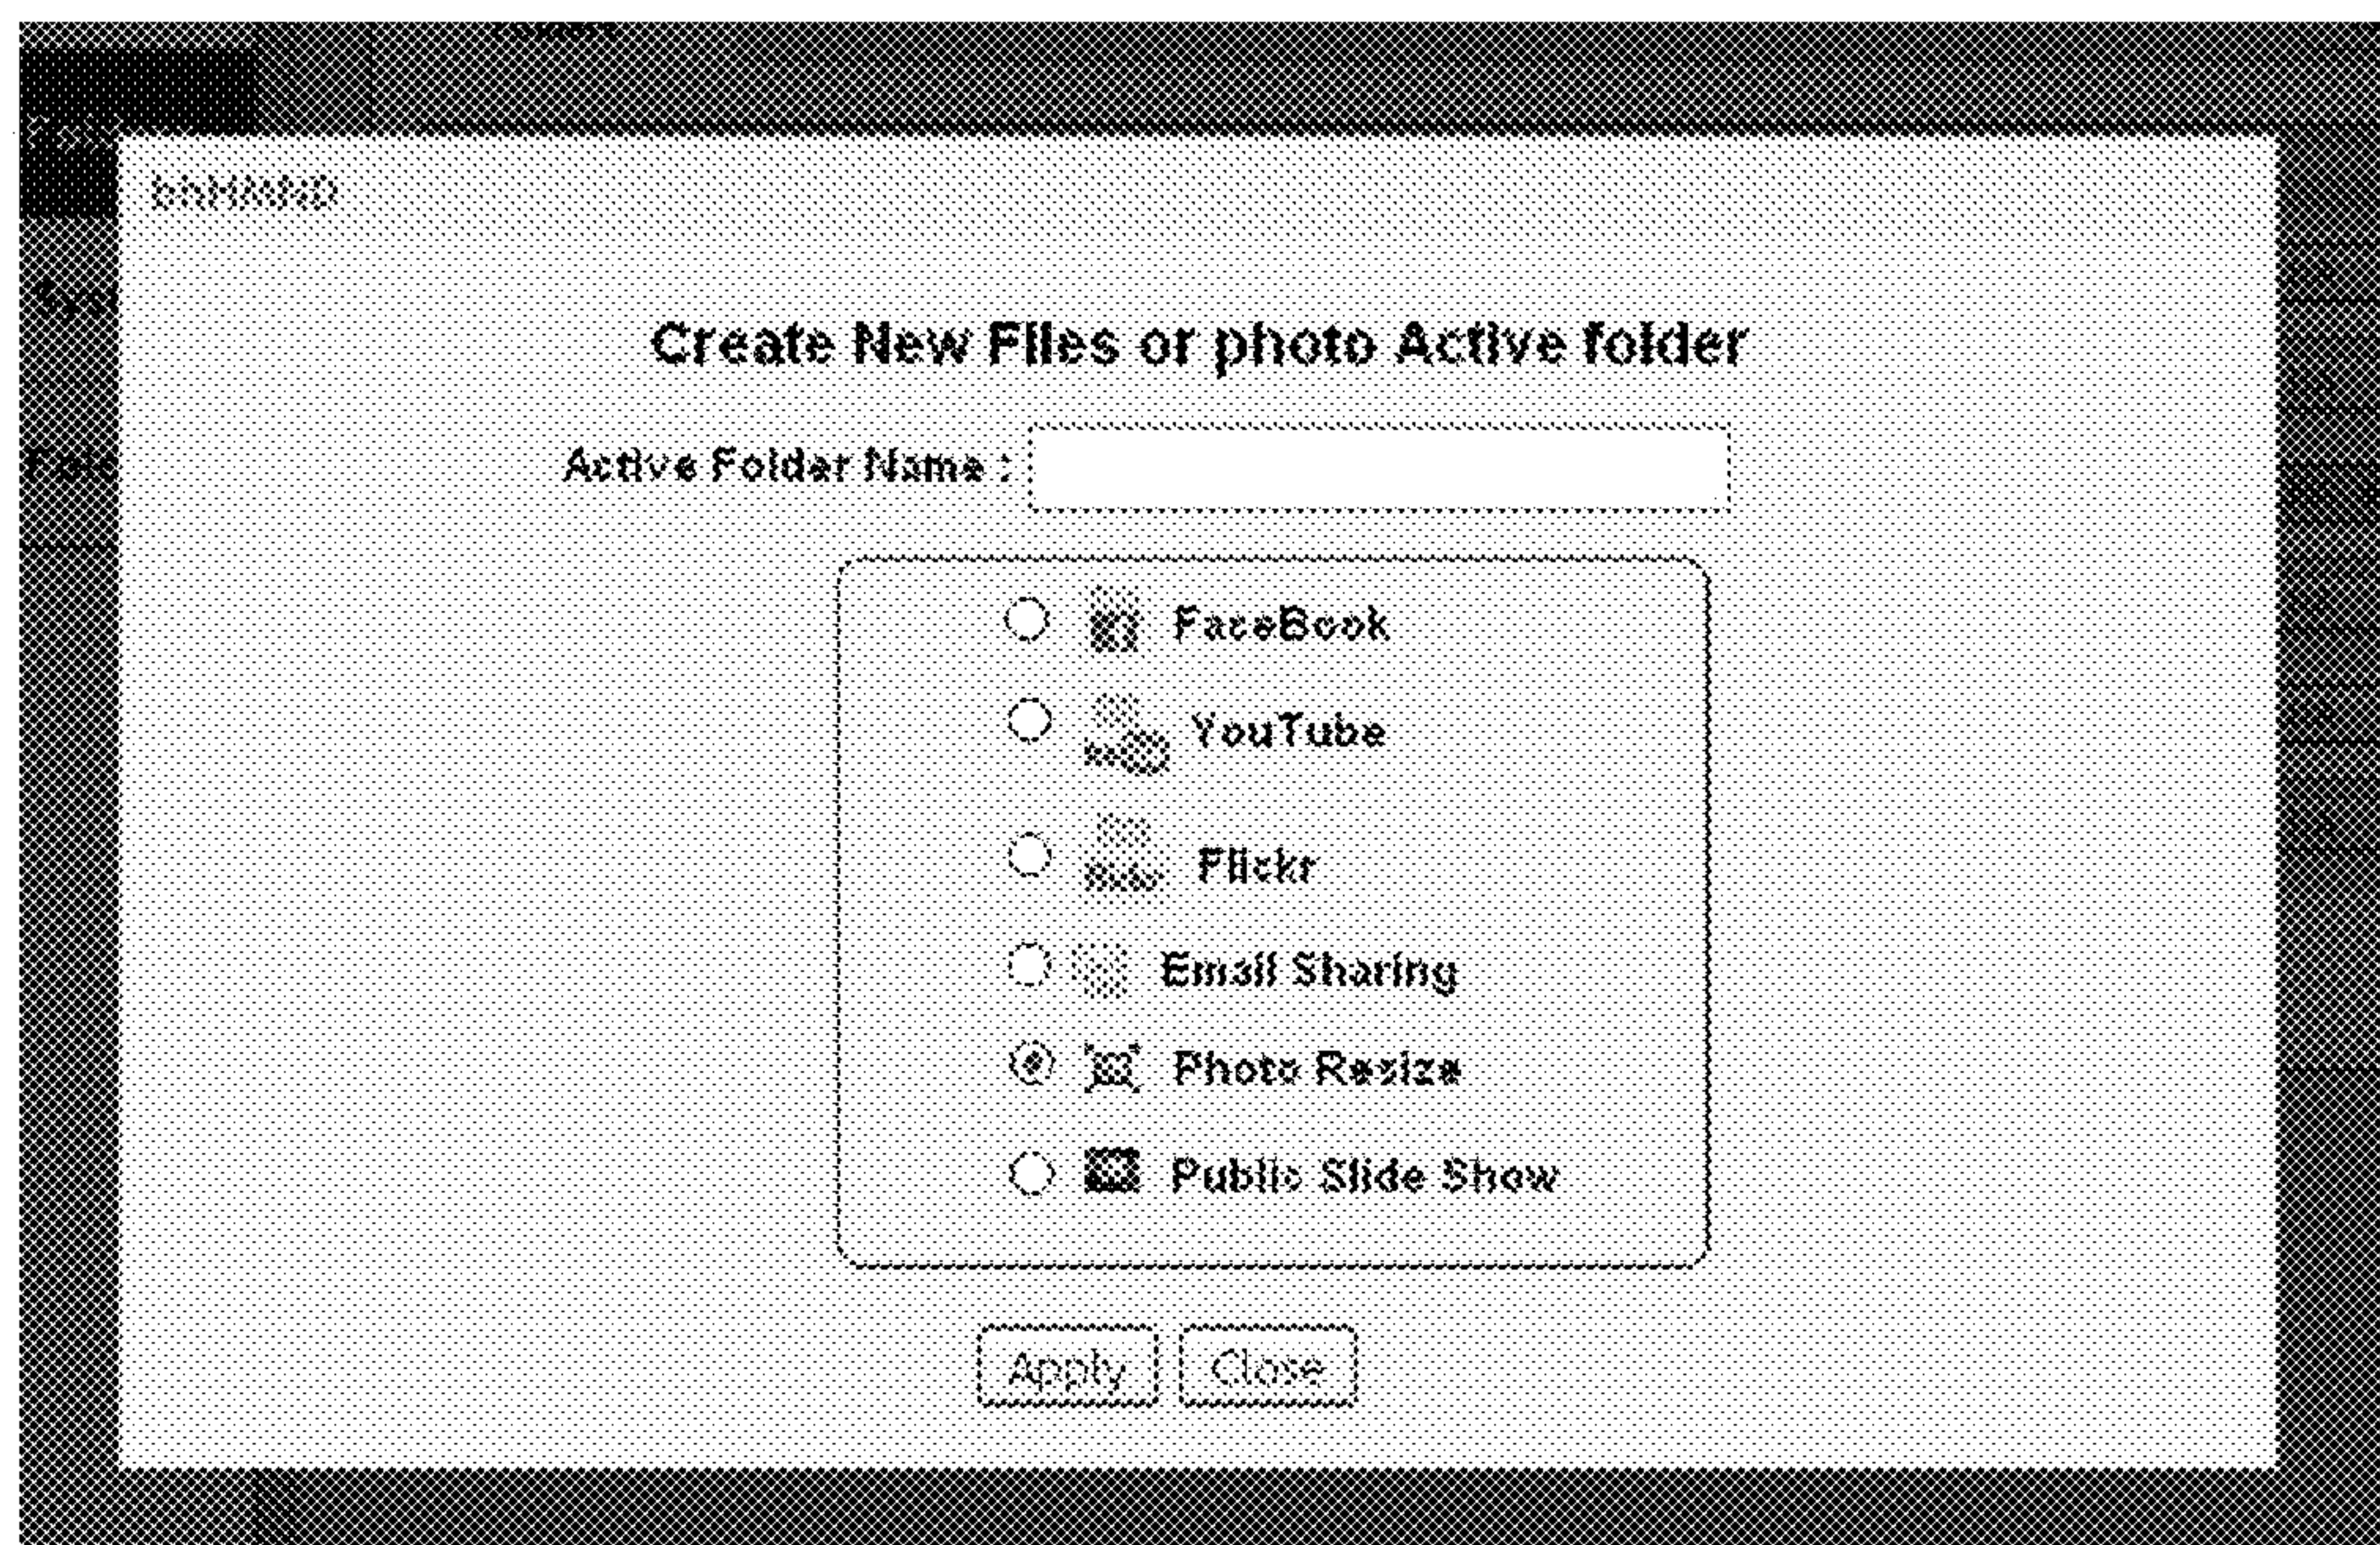 bhHMMND
Create New Files or photo Active folder
Active Folder Name :
FaceBook
YouTube
Flickr
Email Sharing
Photo Resize
Public Slide Show
Apply Close